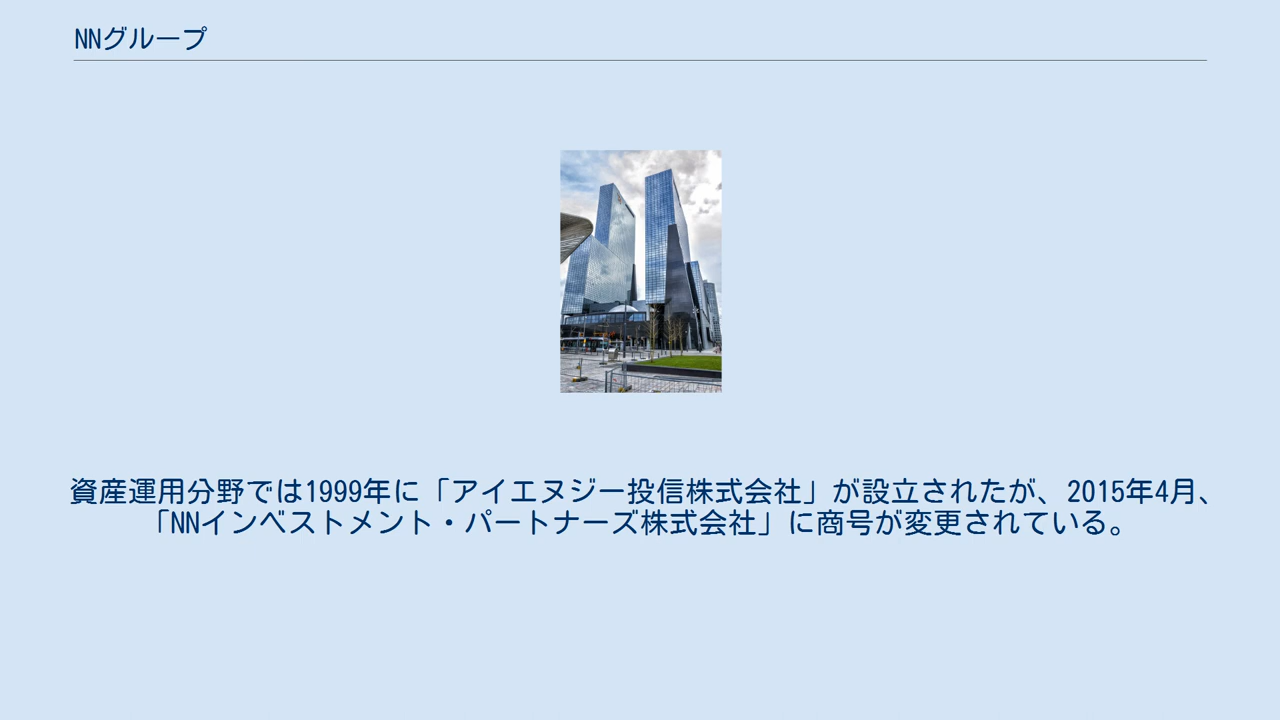 NNグループ
資産運用分野では1999年に「アイエヌジー投信株式会社」が設立されたが、2015年4月、
「NNインベストメント・パートナーズ株式会社」に商号が変更されている。